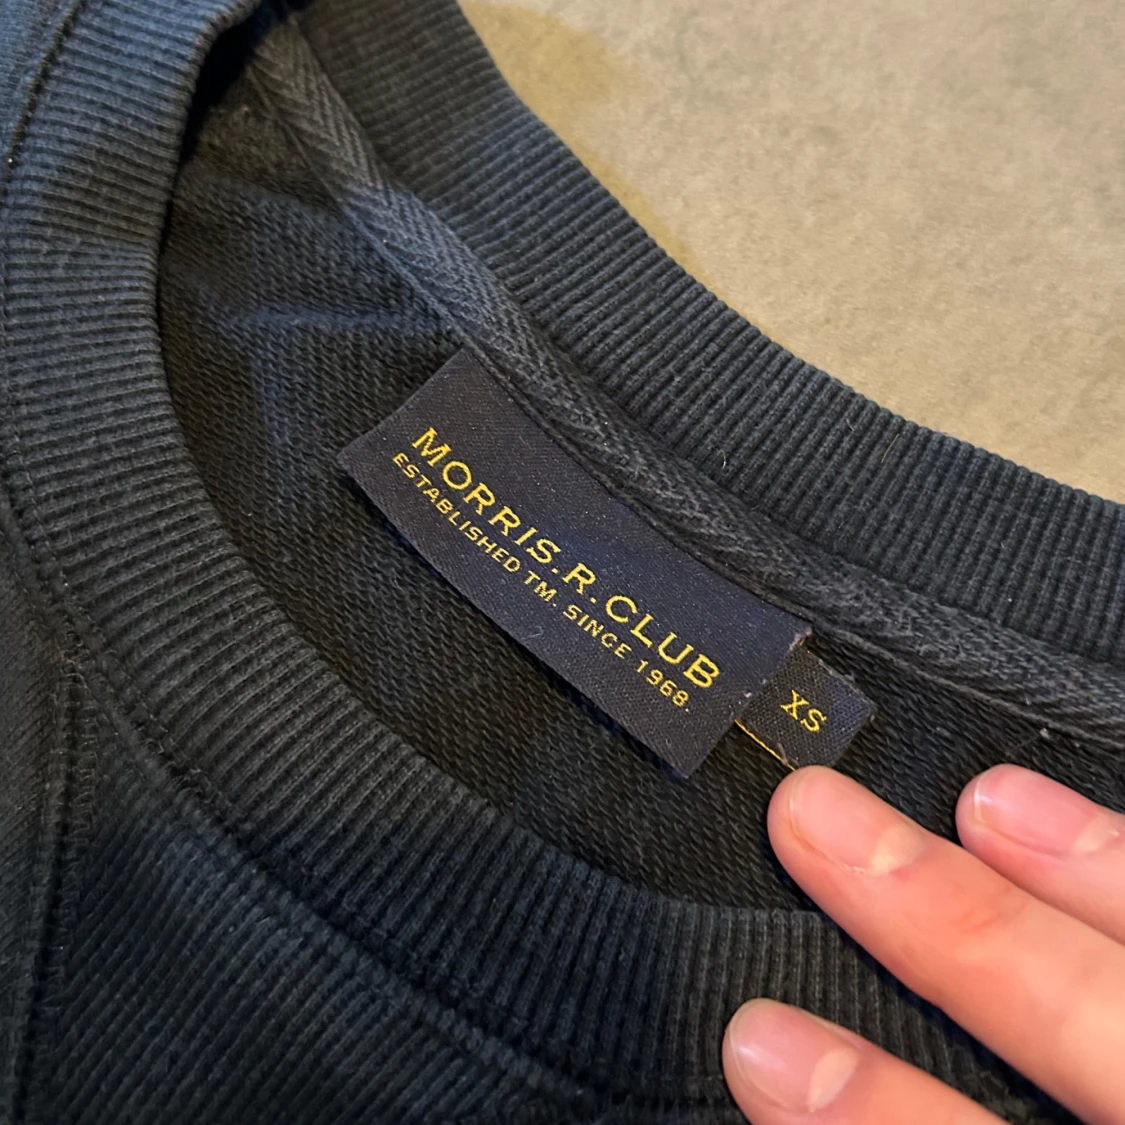 MORRIS.R.CLUB
ESTABLISHED TM. SINCE 1968.
XS